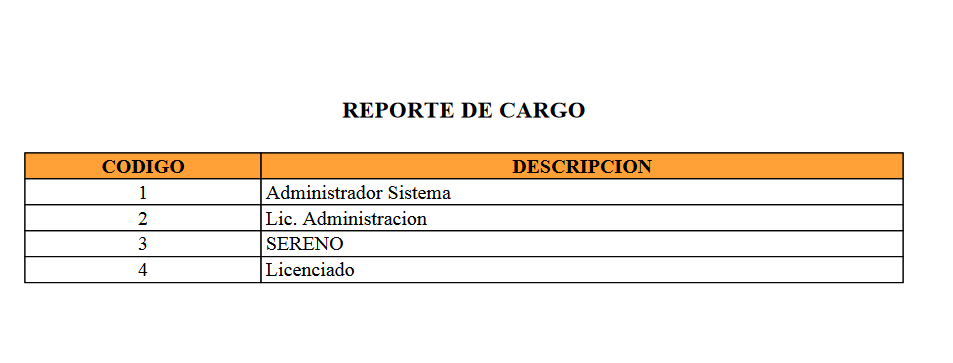 REPORTE DE CARGO
CODIGO DESCRIPCION
1 Administrador Sistema
2 Lic. Administracion
3 SERENO
4 Licenciado